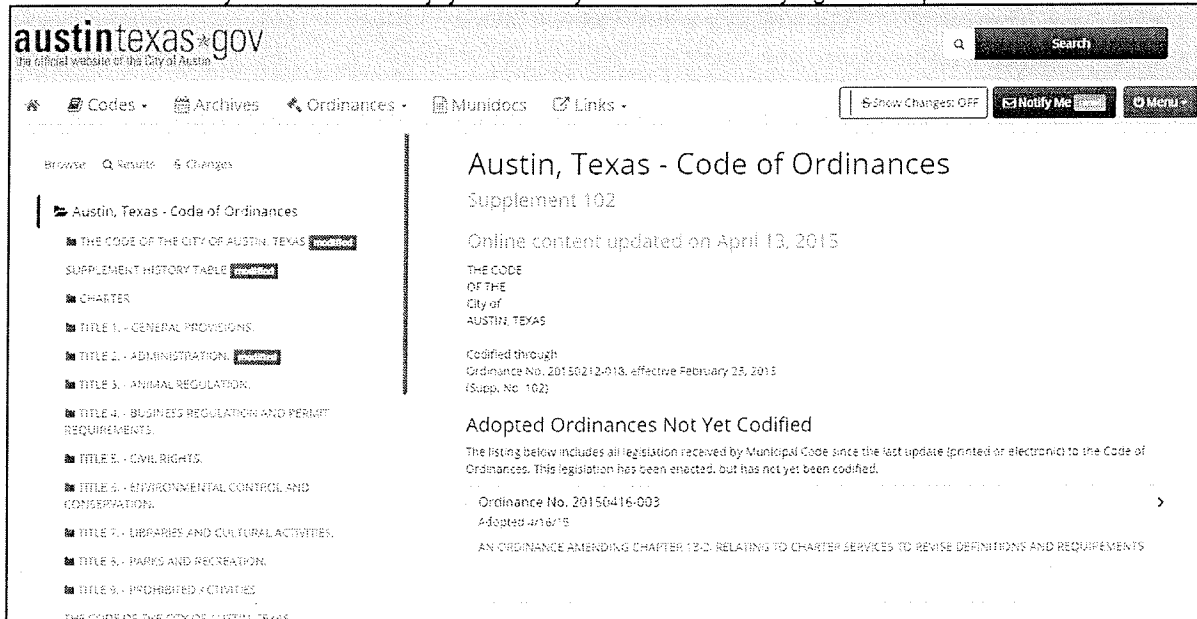 austintexas*gov
the official website of the City of Austin
Search
Codes
Archives
Ordinances
Munidocs
Links
Show Changes: OFF
Notify Me
Menu
Browse
Results
Changes
Austin, Texas - Code of Ordinances
THE CODE OF THE CITY OF AUSTIN, TEXAS modified
SUPPLEMENT HISTORY TABLE modified
CHARTER
TITLE 1. - GENERAL PROVISIONS.
TITLE 2. - ADMINISTRATION. modified
TITLE 3. - ANIMAL REGULATION.
TITLE 4. - BUSINESS REGULATION AND PERMIT
REQUIREMENTS.
TITLE 5. - CIVIL RIGHTS.
TITLE 6. - ENVIRONMENTAL CONTROL AND
CONSERVATION.
TITLE 7. - LIBRARIES AND CULTURAL ACTIVITIES.
TITLE 8. - PARKS AND RECREATION.
TITLE 9. - PROHIBITED ACTIVITIES
THE CODE OF THE CITY OF AUSTIN, TEXAS
Austin, Texas - Code of Ordinances
Supplement 102
Online content updated on April 13, 2015
THE CODE
OF THE
City of
AUSTIN, TEXAS
Codified through
Ordinance No. 20150212-018, effective February 23, 2015
(Supp. No. 102)
Adopted Ordinances Not Yet Codified
The listing below includes all legislation received by Municipal Code since the last update (printed or electronic) to the Code of
Ordinances. This legislation has been enacted, but has not yet been codified.
Ordinance No. 20150416-003
Adopted 4/16/15
AN ORDINANCE AMENDING CHAPTER 13-2, RELATING TO CHARTER SERVICES TO REVISE DEFINITIONS AND REQUIREMENTS